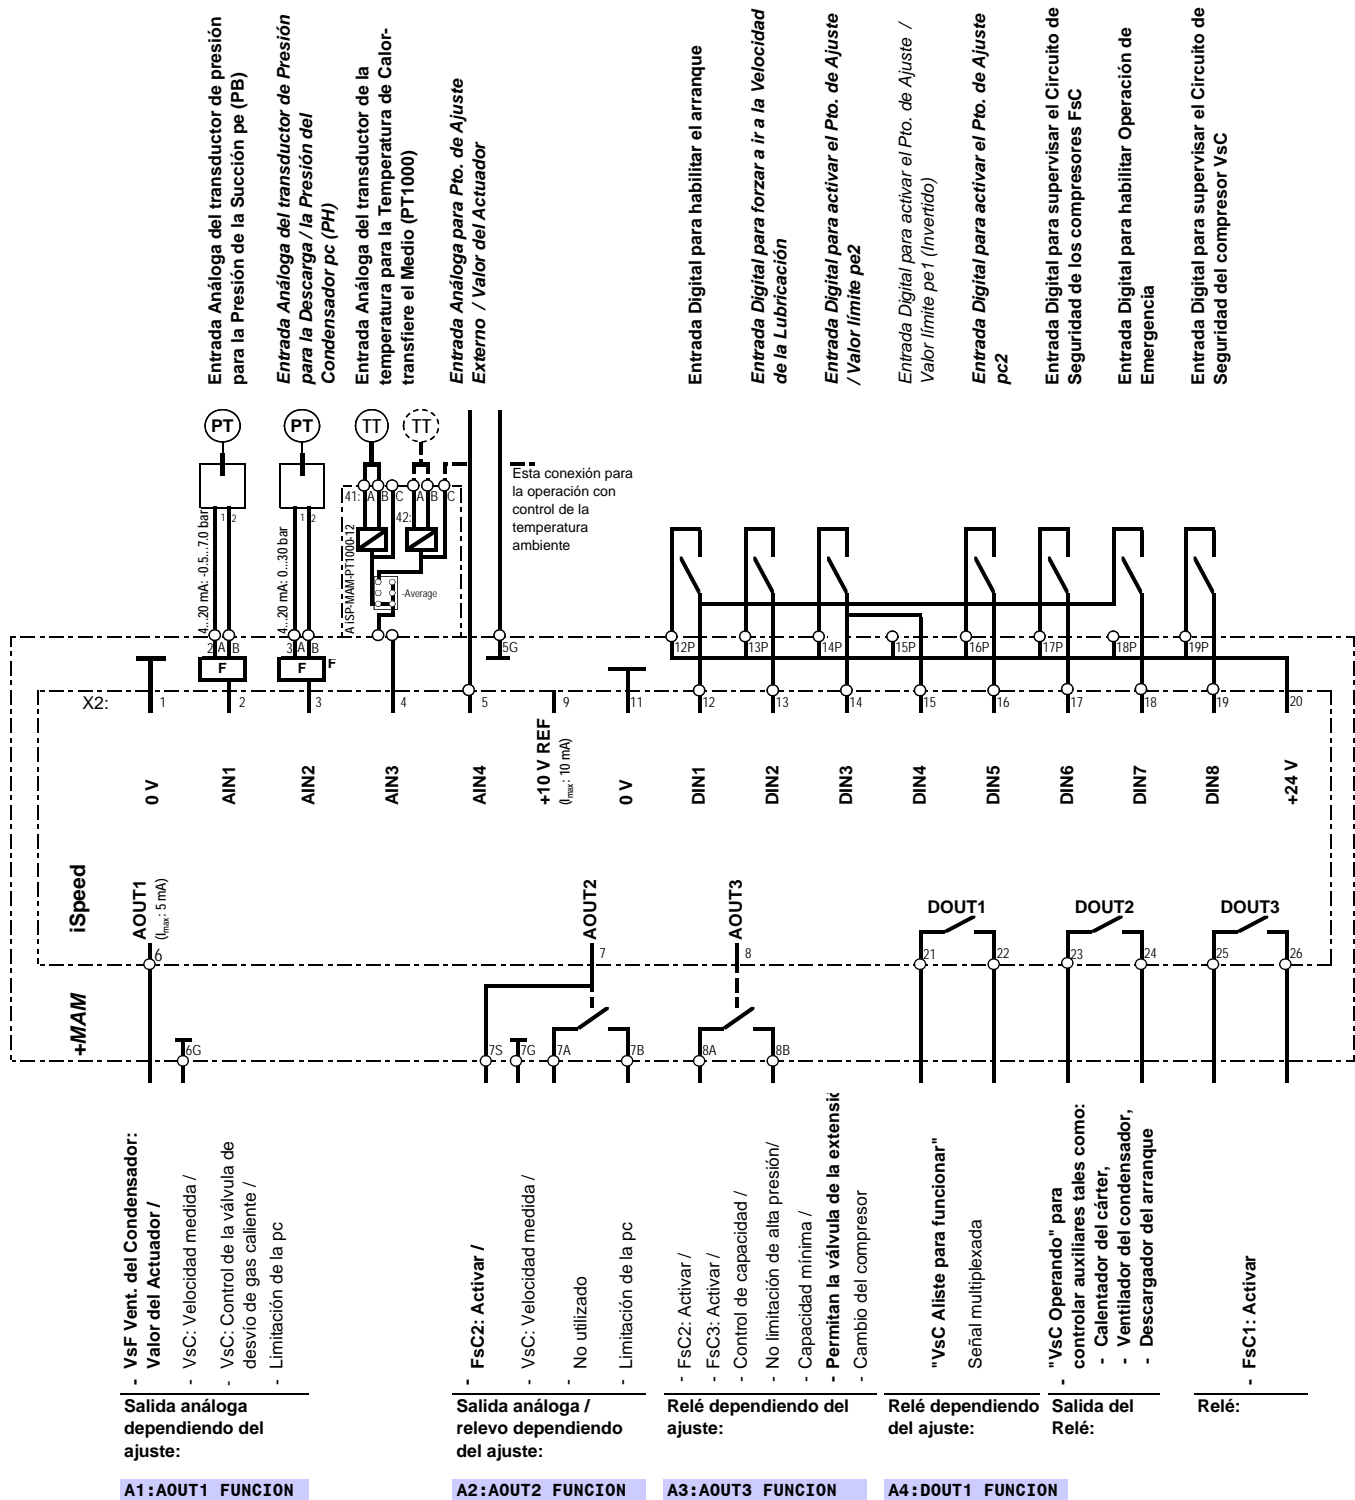 Entrada Análoga del transductor de presión
para la Presión de la Succión pe (PB)
Entrada Análoga del transductor de Presión
para la Descarga / la Presión del
Condensador pc (PH)
Entrada Análoga del transductor de la
temperatura para la Temperatura de Calor-
transfiere el Medio (PT1000)
Entrada Análoga para Pto. de Ajuste
Externo / Valor del Actuador
Entrada Digital para habilitar el arranque
Entrada Digital para forzar a ir a la Velocidad
de la Lubricación
Entrada Digital para activar el Pto. de Ajuste
/ Valor límite pe2
Entrada Digital para activar el Pto. de Ajuste /
Valor límite pe1 (Invertido)
Entrada Digital para activar el Pto. de Ajuste
pc2
Entrada Digital para supervisar el Circuito de
Seguridad de los compresores FsC
Entrada Digital para habilitar Operación de
Emergencia
Entrada Digital para supervisar el Circuito de
Seguridad del compresor VsC
PT
PT
TT
TT
Esta conexión para
la operación con
control de la
temperatura
ambiente
1 2
1 2
41: A B C A B C
42:
4...20 mA: -0.5...7.0 bar
4...20 mA: 0...30 bar
A1SP-MAM-PT1000-12
-Average
2 A B
3 A B
F
F
F
5G
12P 13P 14P 15P 16P 17P 18P 19P
X2: 1 2 3 4 5 9 11 12 13 14 15 16 17 18 19 20
0 V
AIN1
AIN2
AIN3
AIN4
+10 V REF
(Imax: 10 mA)
0 V
DIN1
DIN2
DIN3
DIN4
DIN5
DIN6
DIN7
DIN8
+24 V
iSpeed
AOUT1
(Imax: 5 mA)
AOUT2
AOUT3
DOUT1
DOUT2
DOUT3
6 7 8 21 22 23 24 25 26
+MAM
6G 7S 7G 7A 7B 8A 8B
- VsF Vent. del Condensador:
Valor del Actuador /
- VsC: Velocidad medida /
- VsC: Control de la válvula de
desvío de gas caliente /
- Limitación de la pc
- FsC2: Activar /
- VsC: Velocidad medida /
- No utilizado
- Limitación de la pc
- FsC2: Activar /
- FsC3: Activar /
- Control de capacidad /
- No limitación de alta presión/
- Capacidad mínima /
- Permitan la válvula de la extensió
- Cambio del compresor
"VsC Aliste para funcionar"
Señal multiplexada
- "VsC Operando" para
controlar auxiliares tales como:
- Calentador del cárter,
- Ventilador del condensador,
- Descargador del arranque
- FsC1: Activar
Salida análoga
dependiendo del
ajuste:
Salida análoga /
relevo dependiendo
del ajuste:
Relé dependiendo del
ajuste:
Relé dependiendo
del ajuste:
Salida del
Relé:
Relé:
A1:AOUT1 FUNCION
A2:AOUT2 FUNCION
A3:AOUT3 FUNCION
A4:DOUT1 FUNCION